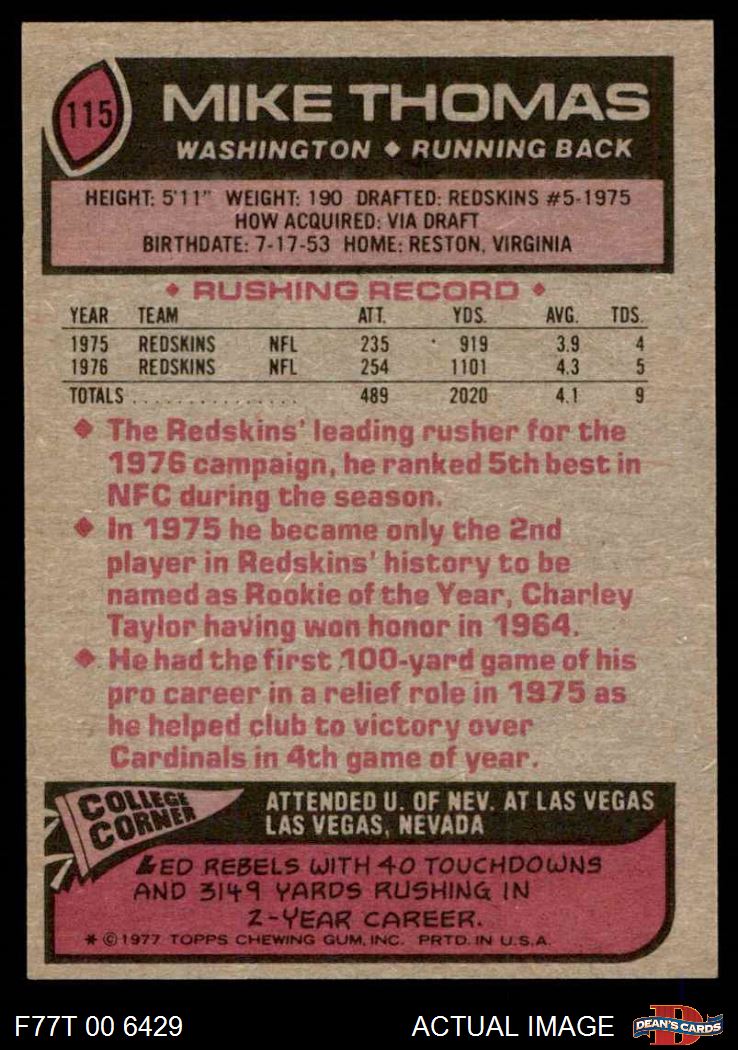 115
MIKE THOMAS
WASHINGTON ◆ RUNNING BACK
HEIGHT: 5'11" WEIGHT: 190 DRAFTED: REDSKINS #5-1975
HOW ACQUIRED: VIA DRAFT
BIRTHDATE: 7-17-53 HOME: RESTON, VIRGINIA
◆ RUSHING RECORD ◆
YEAR TEAM ATT. YDS. AVG. TDS.
1975 REDSKINS NFL 235 919 3.9 4
1976 REDSKINS NFL 254 1101 4.3 5
TOTALS ............... 489 2020 4.1 9
◆ The Redskins' leading rusher for the
1976 campaign, he ranked 5th best in
NFC during the season.
◆ In 1975 he became only the 2nd
player in Redskins' history to be
named as Rookie of the Year, Charley
Taylor having won honor in 1964.
◆ He had the first 100-yard game of his
pro career in a relief role in 1975 as
he helped club to victory over
Cardinals in 4th game of year.
COLLEGE
CORNER
ATTENDED U. OF NEV. AT LAS VEGAS
LAS VEGAS, NEVADA
LED REBELS WITH 40 TOUCHDOWNS
AND 3149 YARDS RUSHING IN
2-YEAR CAREER.
* © 1977 TOPPS CHEWING GUM, INC. PRTD. IN U.S.A.
F77T 00 6429
ACTUAL IMAGE
D
DEAN'S CARDS